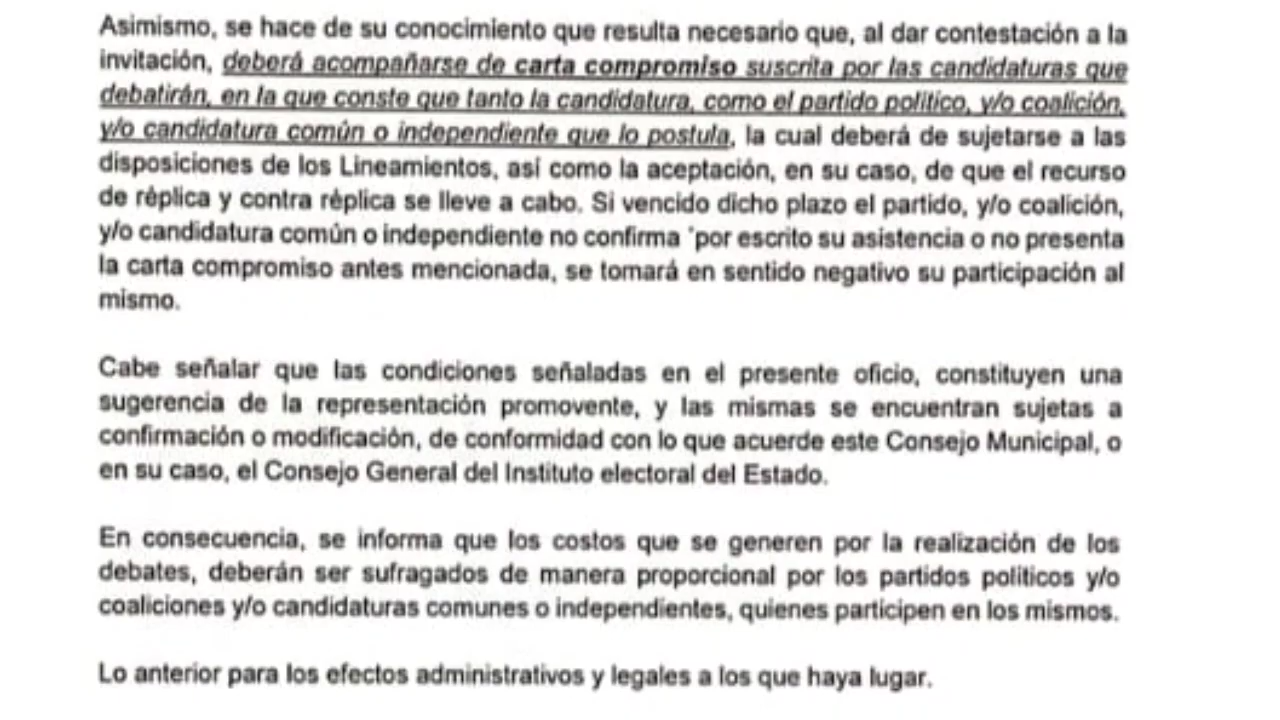 Asimismo, se hace de su conocimiento que resulta necesario que, al dar contestación a la
invitación, deberá acompañarse de carta compromiso suscrita por las candidaturas que
debatirán, en la que conste que tanto la candidatura, como el partido político, y/o coalición,
y/o candidatura común o independiente que lo postula, la cual deberá de sujetarse a las
disposiciones de los Lineamientos, así como la aceptación, en su caso, de que el recurso
de réplica y contra réplica se lleve a cabo. Si vencido dicho plazo el partido, y/o coalición,
y/o candidatura común o independiente no confirma ‘por escrito su asistencia o no presenta
la carta compromiso antes mencionada, se tomará en sentido negativo su participación al
mismo.
Cabe señalar que las condiciones señaladas en el presente oficio, constituyen una
sugerencia de la representación promovente, y las mismas se encuentran sujetas a
confirmación o modificación, de conformidad con lo que acuerde este Consejo Municipal, o
en su caso, el Consejo General del Instituto electoral del Estado.
En consecuencia, se informa que los costos que se generen por la realización de los
debates, deberán ser sufragados de manera proporcional por los partidos políticos y/o
coaliciones y/o candidaturas comunes o independientes, quienes participen en los mismos.
Lo anterior para los efectos administrativos y legales a los que haya lugar.